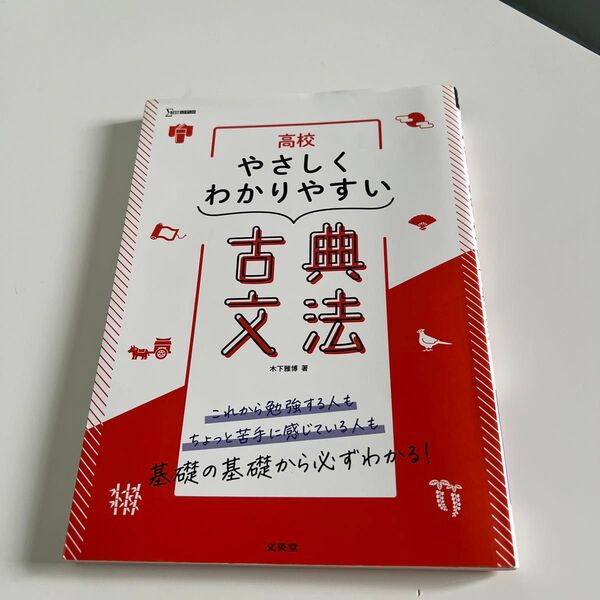 高校
やさしく
わかりやすい
古典
文法
木下雅博 著
これから勉強する人も
ちょっと苦手に感じている人も
基礎の基礎から必ずわかる!
文英堂